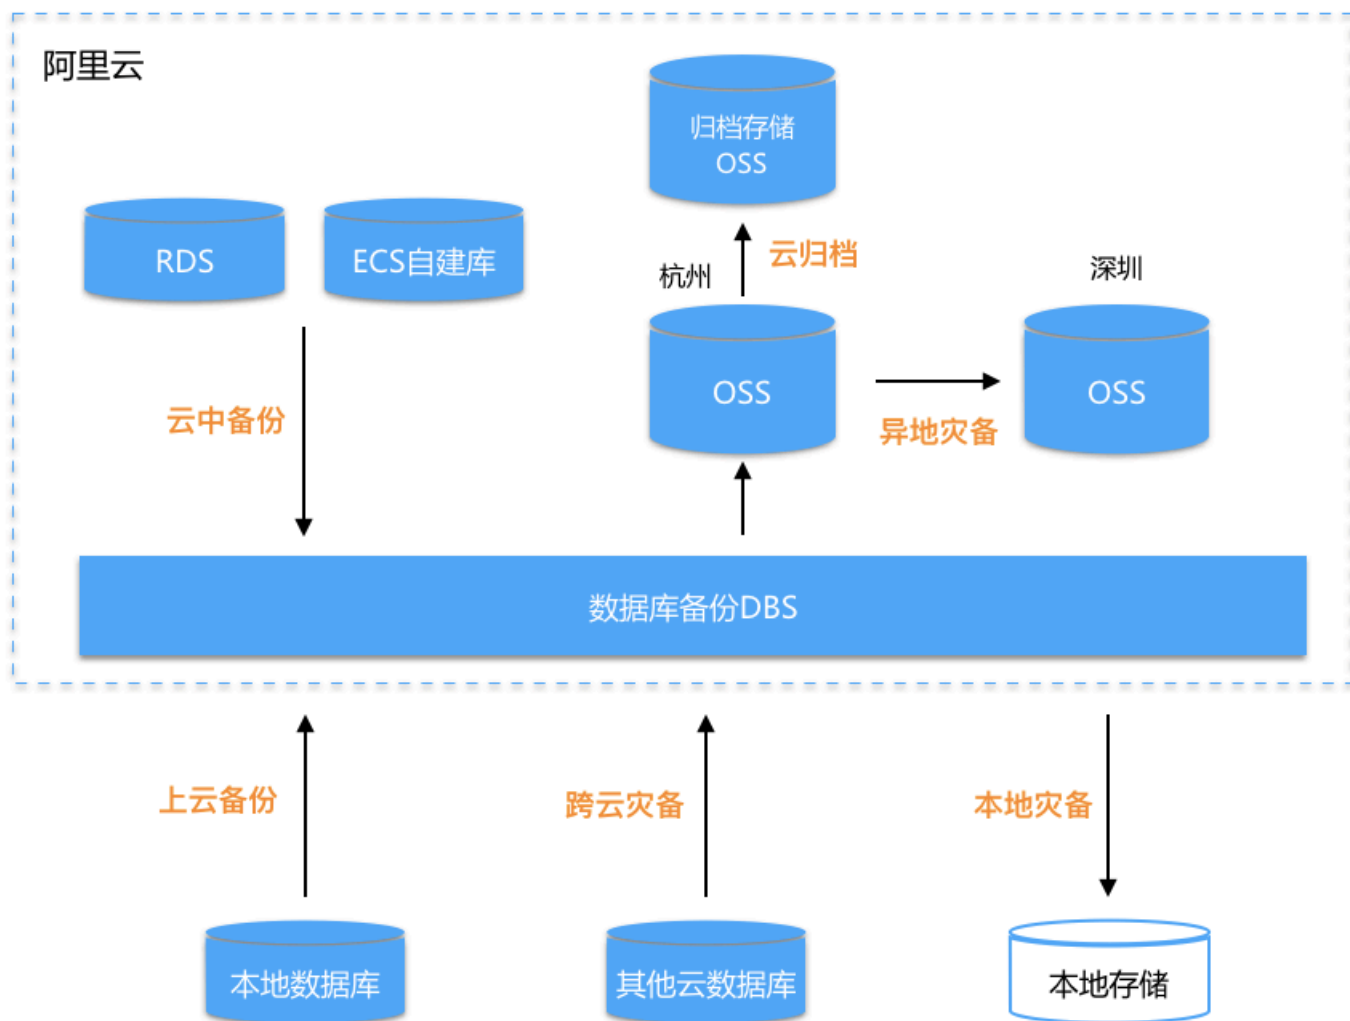 阿里云
归档存储
OSS
RDS
ECS自建库
云归档
杭州
深圳
OSS
OSS
云中备份
异地灾备
数据库备份DBS
上云备份
跨云灾备
本地灾备
本地数据库
其他云数据库
本地存储